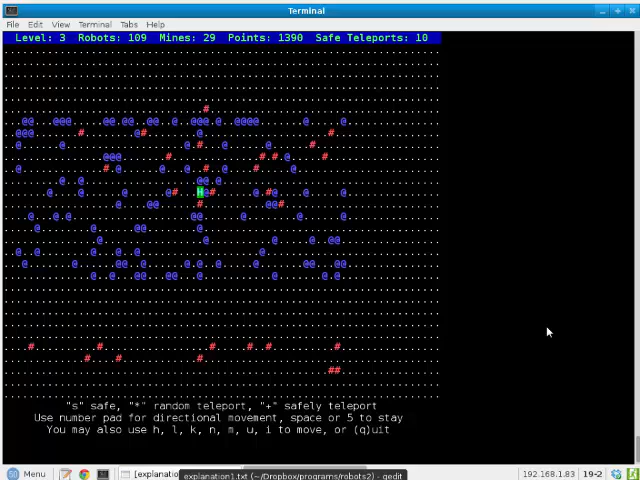 Terminal
File Edit View Terminal Tabs Help
Level: 3 Robots: 109 Mines: 29 Points: 1390 Safe Teleports: 10
"s" safe, "*" random teleport, "+" safely teleport
Use number pad for directional movement, space or 5 to stay
You may also use h, l, k, n, m, u, i to move, or (q)uit
Menu
[explanatio
explanation1.txt (~/Dropbox/programs/robots2) - gedit
192.168.1.83
19-2